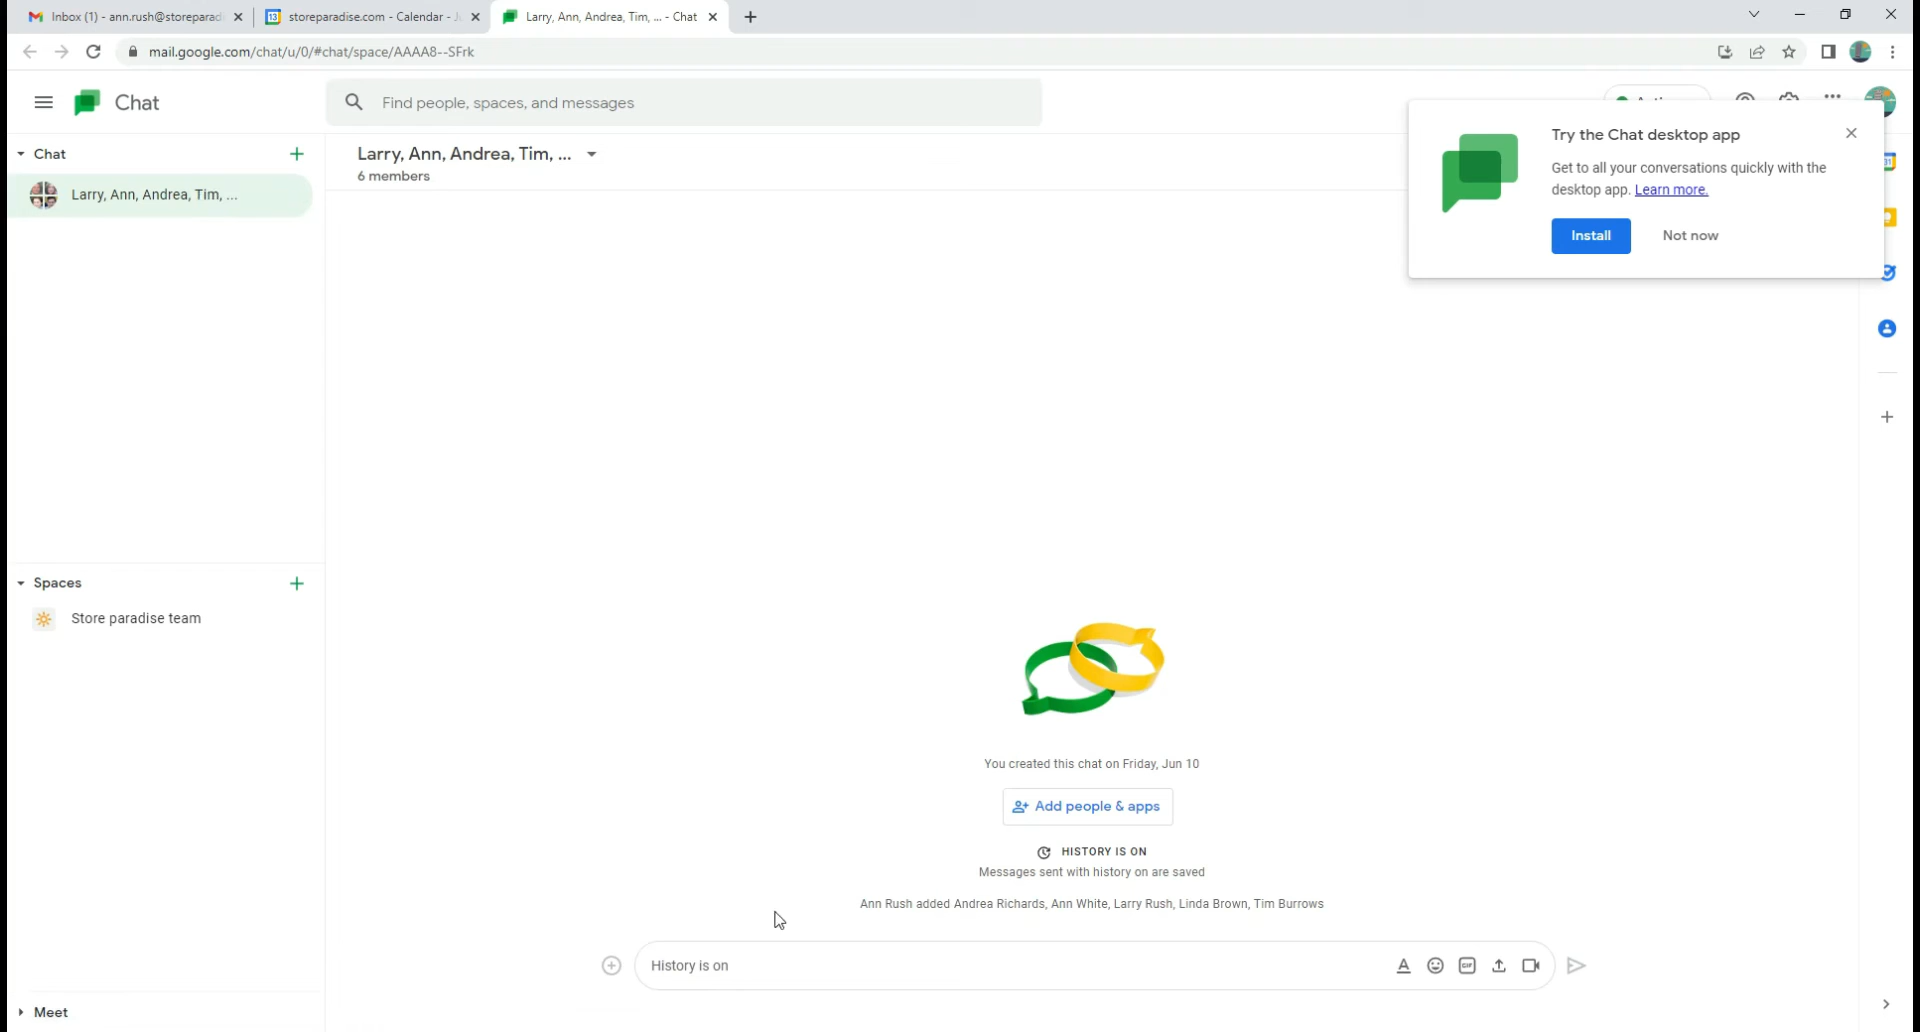 Inbox (1) - ann.rush@storeparad
storeparadise.com - Calendar - J
Larry, Ann, Andrea, Tim, ... - Chat
mail.google.com/chat/u/0/#chat/space/AAAA8--SFrk
Chat
Find people, spaces, and messages
Try the Chat desktop app
Get to all your conversations quickly with the
desktop app. Learn more.
Install
Not now
Chat
Larry, Ann, Andrea, Tim, ...
6 members
Larry, Ann, Andrea, Tim, ...
Spaces
Store paradise team
You created this chat on Friday, Jun 10
Add people & apps
HISTORY IS ON
Messages sent with history on are saved
Ann Rush added Andrea Richards, Ann White, Larry Rush, Linda Brown, Tim Burrows
History is on
GIF
Meet